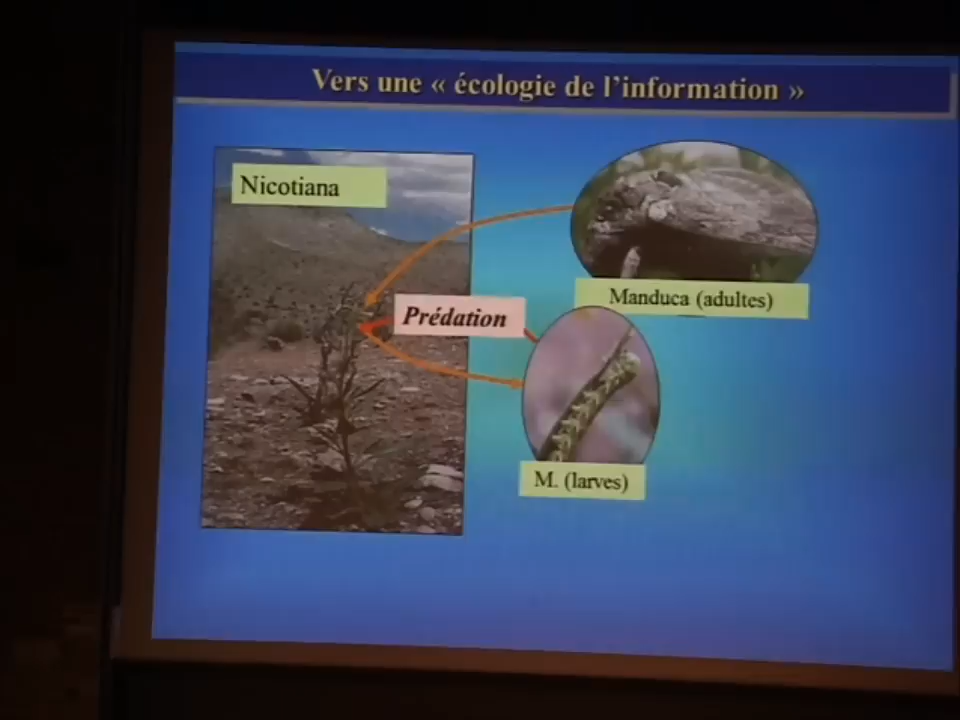 Vers une « écologie de l'information »
Nicotiana
Manduca (adultes)
Prédation
M. (larves)